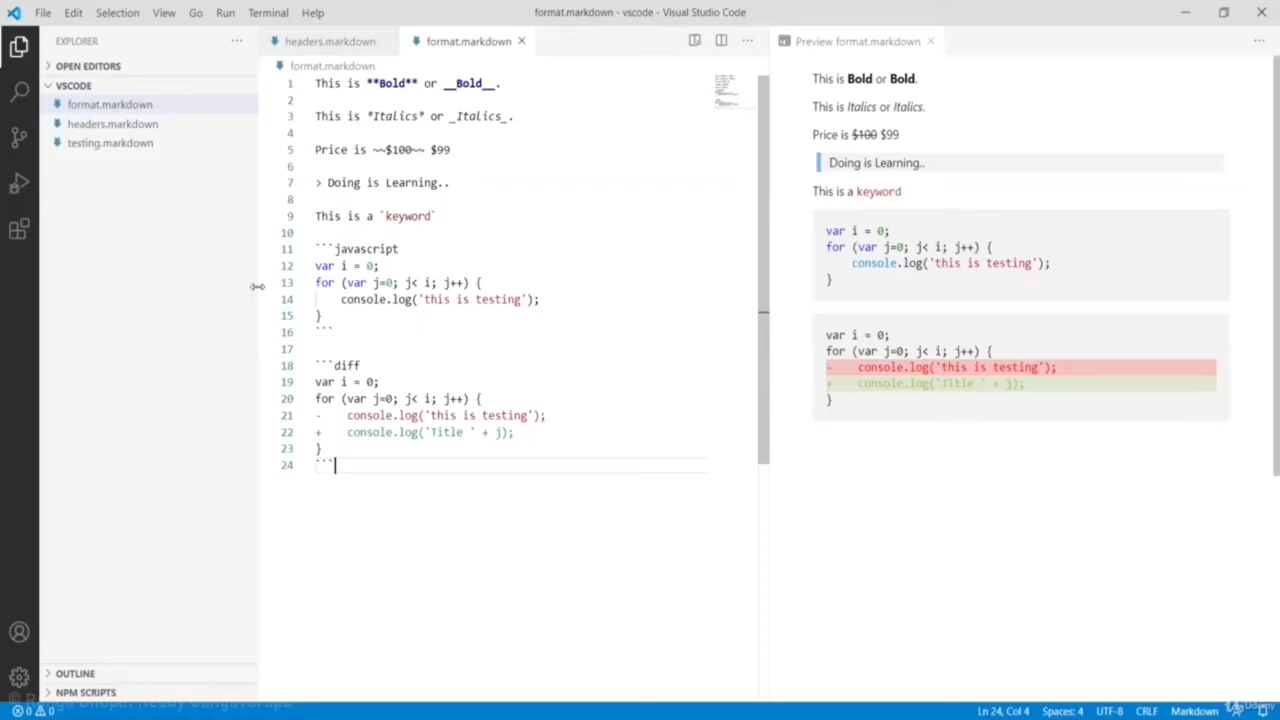 File Edit Selection View Go Run Terminal Help
format.markdown - vscode - Visual Studio Code
EXPLORER
OPEN EDITORS
VSCODE
format.markdown
headers.markdown
testing.markdown
OUTLINE
NPM SCRIPTS
headers.markdown
format.markdown
format.markdown
1 This is **Bold** or __Bold__.
2
3 This is *Italics* or _Italics_.
4
5 Price is ~~$100~~ $99
6
7 > Doing is Learning..
8
9 This is a `keyword`
10
11 ```javascript
12 var i = 0;
13 for (var j=0; j< i; j++) {
14     console.log('this is testing');
15 }
16 ```
17
18 ```diff
19 var i = 0;
20 for (var j=0; j< i; j++) {
21 -    console.log('this is testing');
22 +    console.log('Title ' + j);
23 }
24 ```
Preview format.markdown
This is Bold or Bold.
This is Italics or Italics.
Price is $100 $99
Doing is Learning..
This is a keyword
var i = 0;
for (var j=0; j< i; j++) {
    console.log('this is testing');
}
var i = 0;
for (var j=0; j< i; j++) {
-    console.log('this is testing');
+    console.log('Title ' + j);
}
0 0
Ln 24, Col 4 Spaces: 4 UTF-8 CRLF Markdown
Udemy